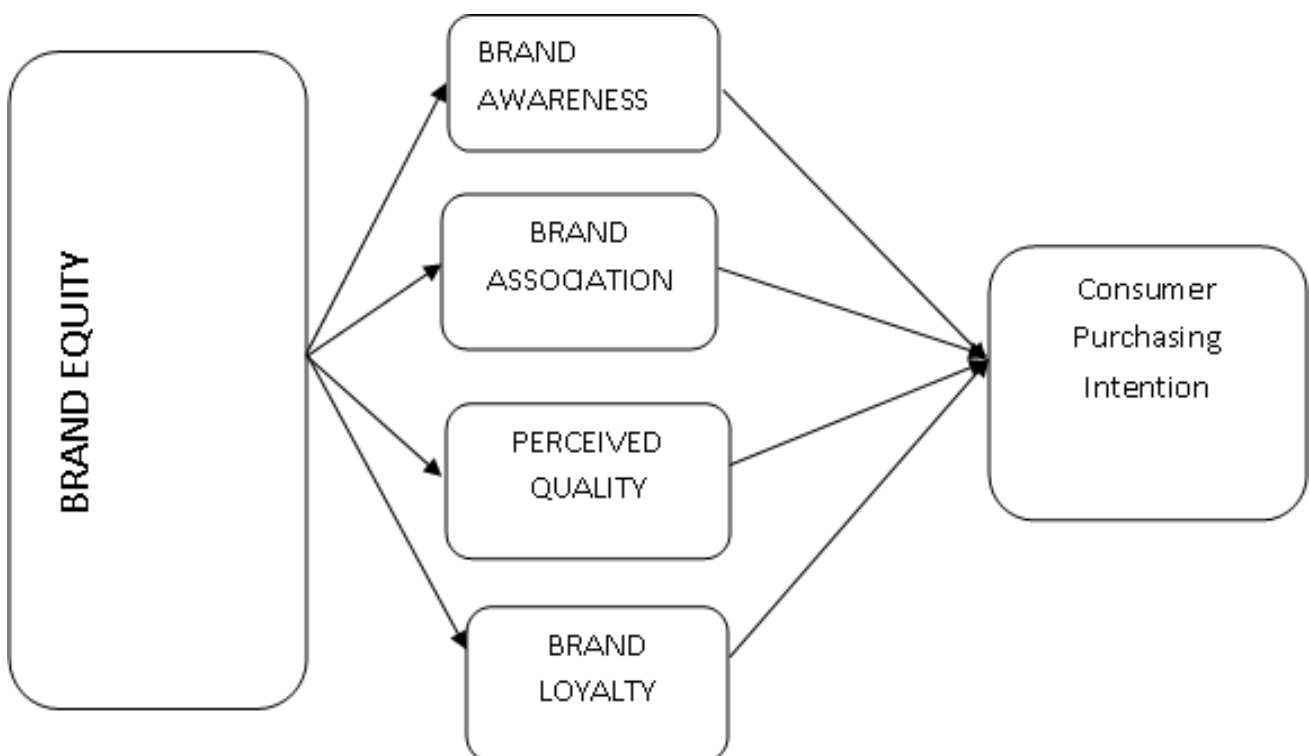 BRAND EQUITY
BRAND
AWARENESS
BRAND
ASSOCIATION
PERCEIVED
QUALITY
BRAND
LOYALTY
Consumer
Purchasing
Intention